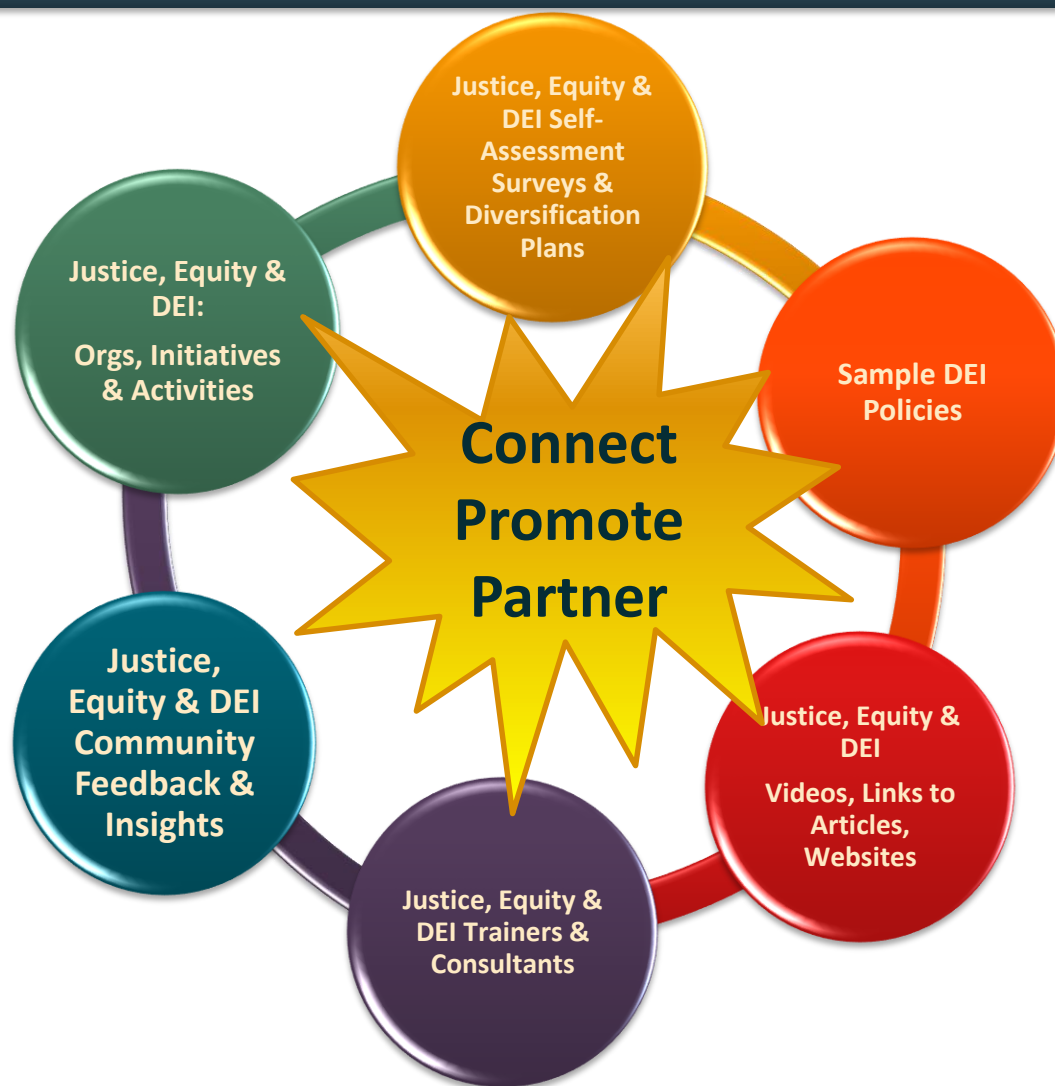 Justice, Equity &
DEI Self-
Assessment
Surveys &
Diversification
Plans
Sample DEI
Policies
Justice, Equity &
DEI
Videos, Links to
Articles,
Websites
Justice, Equity &
DEI Trainers &
Consultants
Justice,
Equity & DEI
Community
Feedback &
Insights
Justice, Equity &
DEI:
Orgs, Initiatives
& Activities
Connect
Promote
Partner